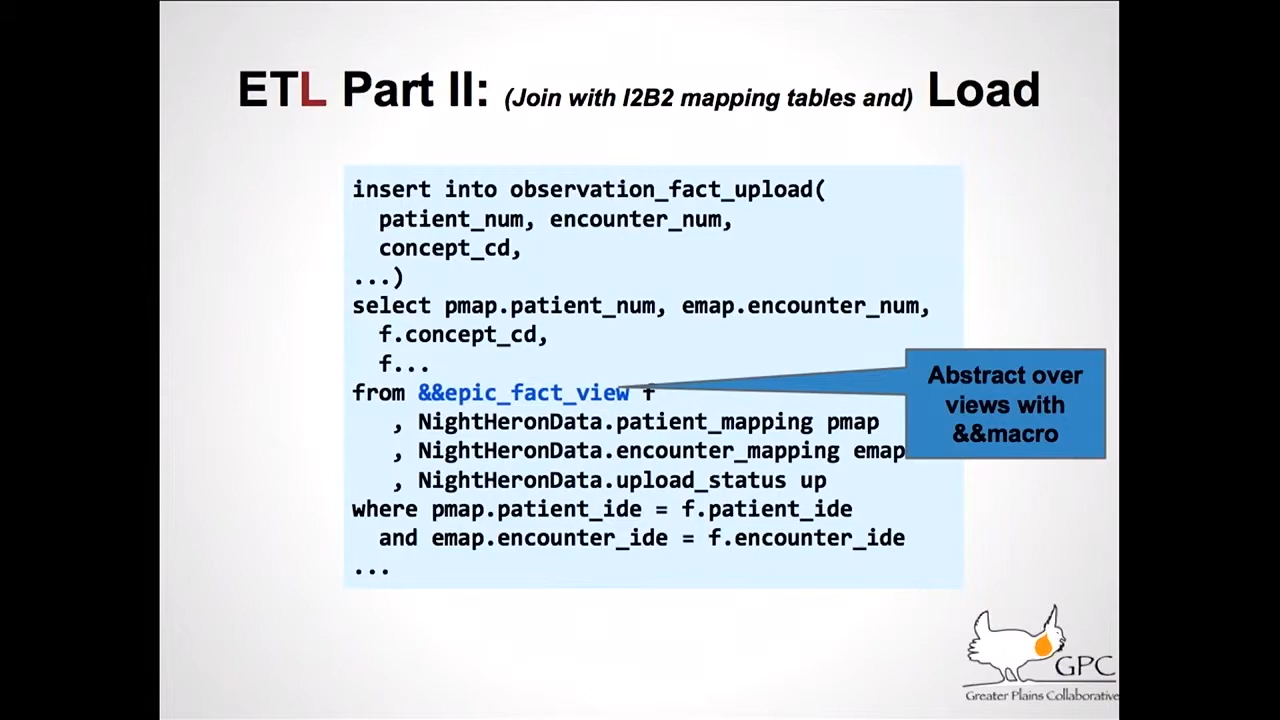 ETL Part II: (Join with I2B2 mapping tables and) Load
insert into observation_fact_upload(
patient_num, encounter_num,
concept_cd,
...)
select pmap.patient_num, emap.encounter_num,
f.concept_cd,
f...
from &&epic_fact_view f
, NightHeronData.patient_mapping pmap
, NightHeronData.encounter_mapping emap
, NightHeronData.upload_status up
where pmap.patient_ide = f.patient_ide
and emap.encounter_ide = f.encounter_ide
...
Abstract over
views with
&&macro
GPC
Greater Plains Collaborative